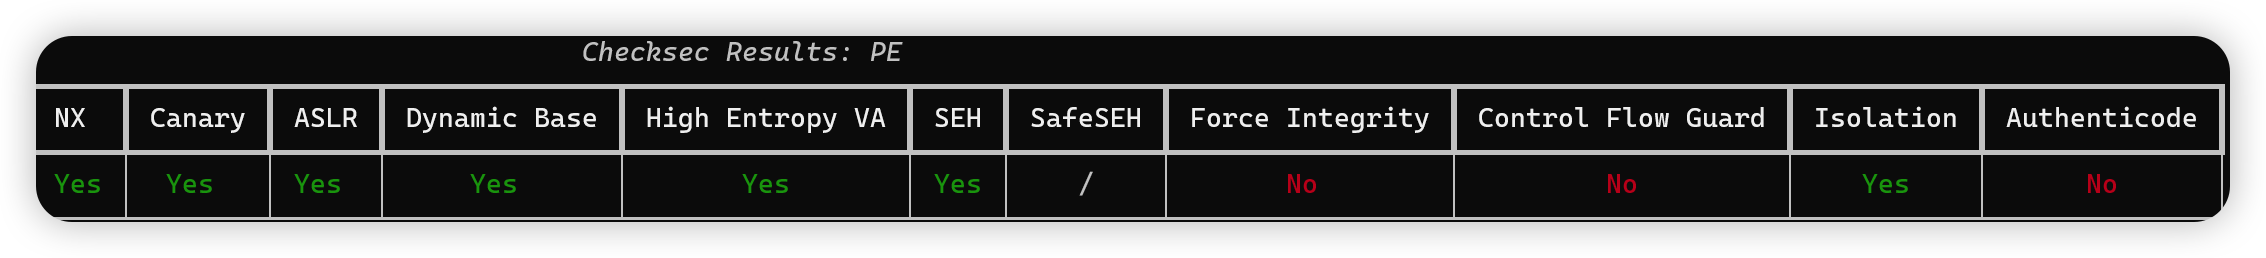 Checksec Results: PE
NX Canary ASLR Dynamic Base High Entropy VA SEH SafeSEH Force Integrity Control Flow Guard Isolation Authenticode
Yes Yes Yes Yes Yes Yes / No No Yes No